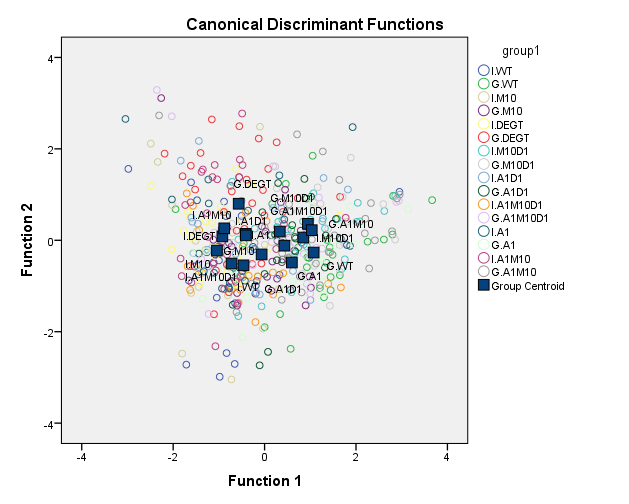 Canonical Discriminant Functions
group1
I.WT
G.WT
I.M10
G.M10
I.DEGT
G.DEGT
I.M10D1
G.M10D1
I.A1D1
G.A1D1
I.A1M10D1
G.A1M10D1
I.A1
G.A1
I.A1M10
G.A1M10
Group Centroid
4
2
0
-2
-4
Function 2
G.DEGT
G.M10D1
G.A1M10D1
I.A1M10
I.A1D1
G.A1M10
I.DEGT
I.A1
I.M10D1
G.M10
I.M10
G.WT
I.A1M10D1
G.A1
I.WT
G.A1D1
-4
-2
0
2
4
Function 1